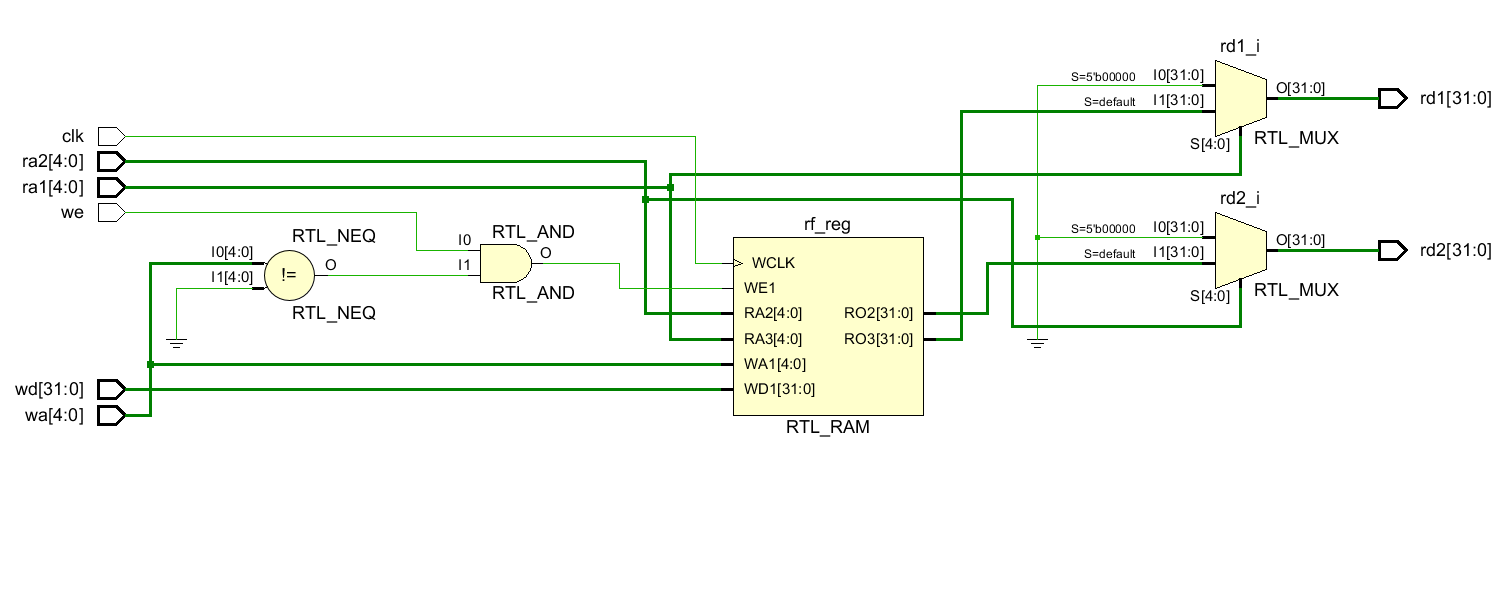 clk
ra2[4:0]
ra1[4:0]
we
wd[31:0]
wa[4:0]
RTL_NEQ
I0[4:0]
I1[4:0]
!=
O
RTL_NEQ
RTL_AND
I0
I1
O
RTL_AND
rf_reg
WCLK
WE1
RA2[4:0]
RA3[4:0]
WA1[4:0]
WD1[31:0]
RO2[31:0]
RO3[31:0]
RTL_RAM
rd1_i
S=5'b00000 I0[31:0]
S=default I1[31:0]
O[31:0]
S[4:0]
RTL_MUX
rd1[31:0]
rd2_i
S=5'b00000 I0[31:0]
S=default I1[31:0]
O[31:0]
S[4:0]
RTL_MUX
rd2[31:0]